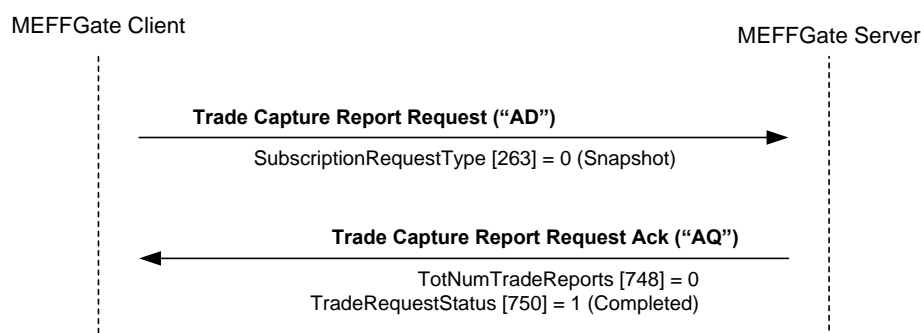 MEFFGate Client
MEFFGate Server
Trade Capture Report Request (“AD”)
SubscriptionRequestType [263] = 0 (Snapshot)
Trade Capture Report Request Ack (“AQ”)
TotNumTradeReports [748] = 0
TradeRequestStatus [750] = 1 (Completed)